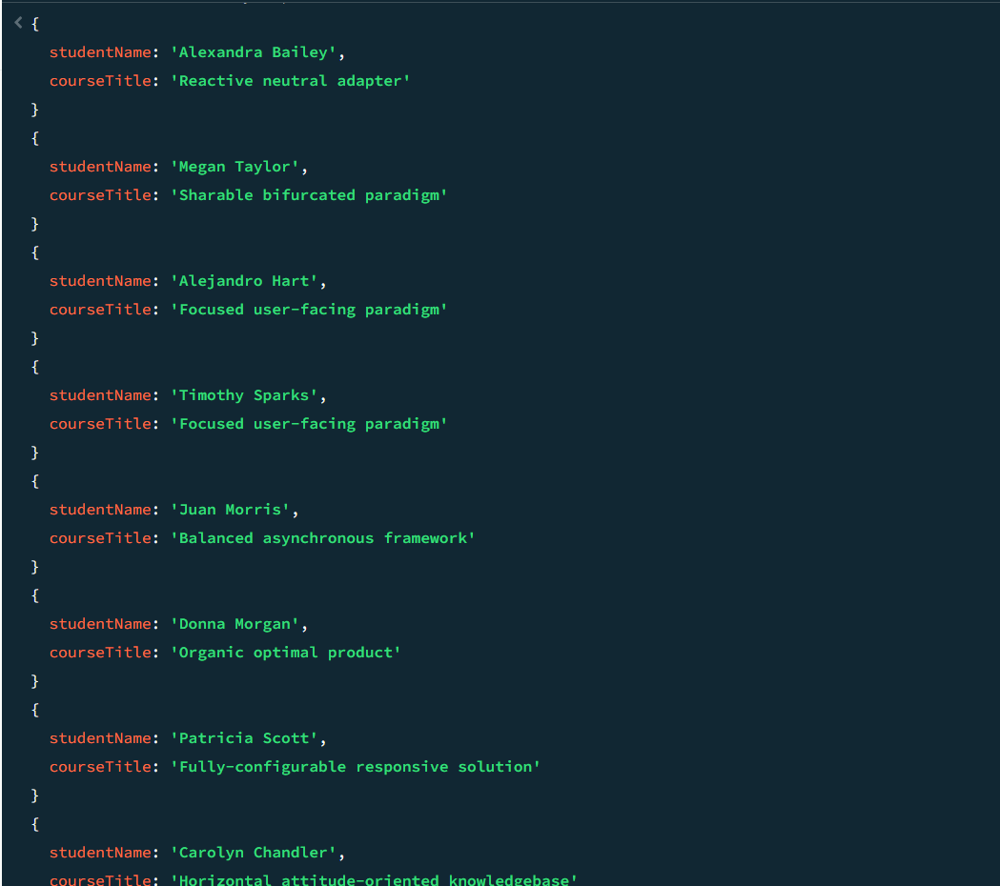 {
studentName: 'Alexandra Bailey',
courseTitle: 'Reactive neutral adapter'
}
{
studentName: 'Megan Taylor',
courseTitle: 'Sharable bifurcated paradigm'
}
{
studentName: 'Alejandro Hart',
courseTitle: 'Focused user-facing paradigm'
}
{
studentName: 'Timothy Sparks',
courseTitle: 'Focused user-facing paradigm'
}
{
studentName: 'Juan Morris',
courseTitle: 'Balanced asynchronous framework'
}
{
studentName: 'Donna Morgan',
courseTitle: 'Organic optimal product'
}
{
studentName: 'Patricia Scott',
courseTitle: 'Fully-configurable responsive solution'
}
{
studentName: 'Carolyn Chandler',
courseTitle: 'Horizontal attitude-oriented knowledgebase'